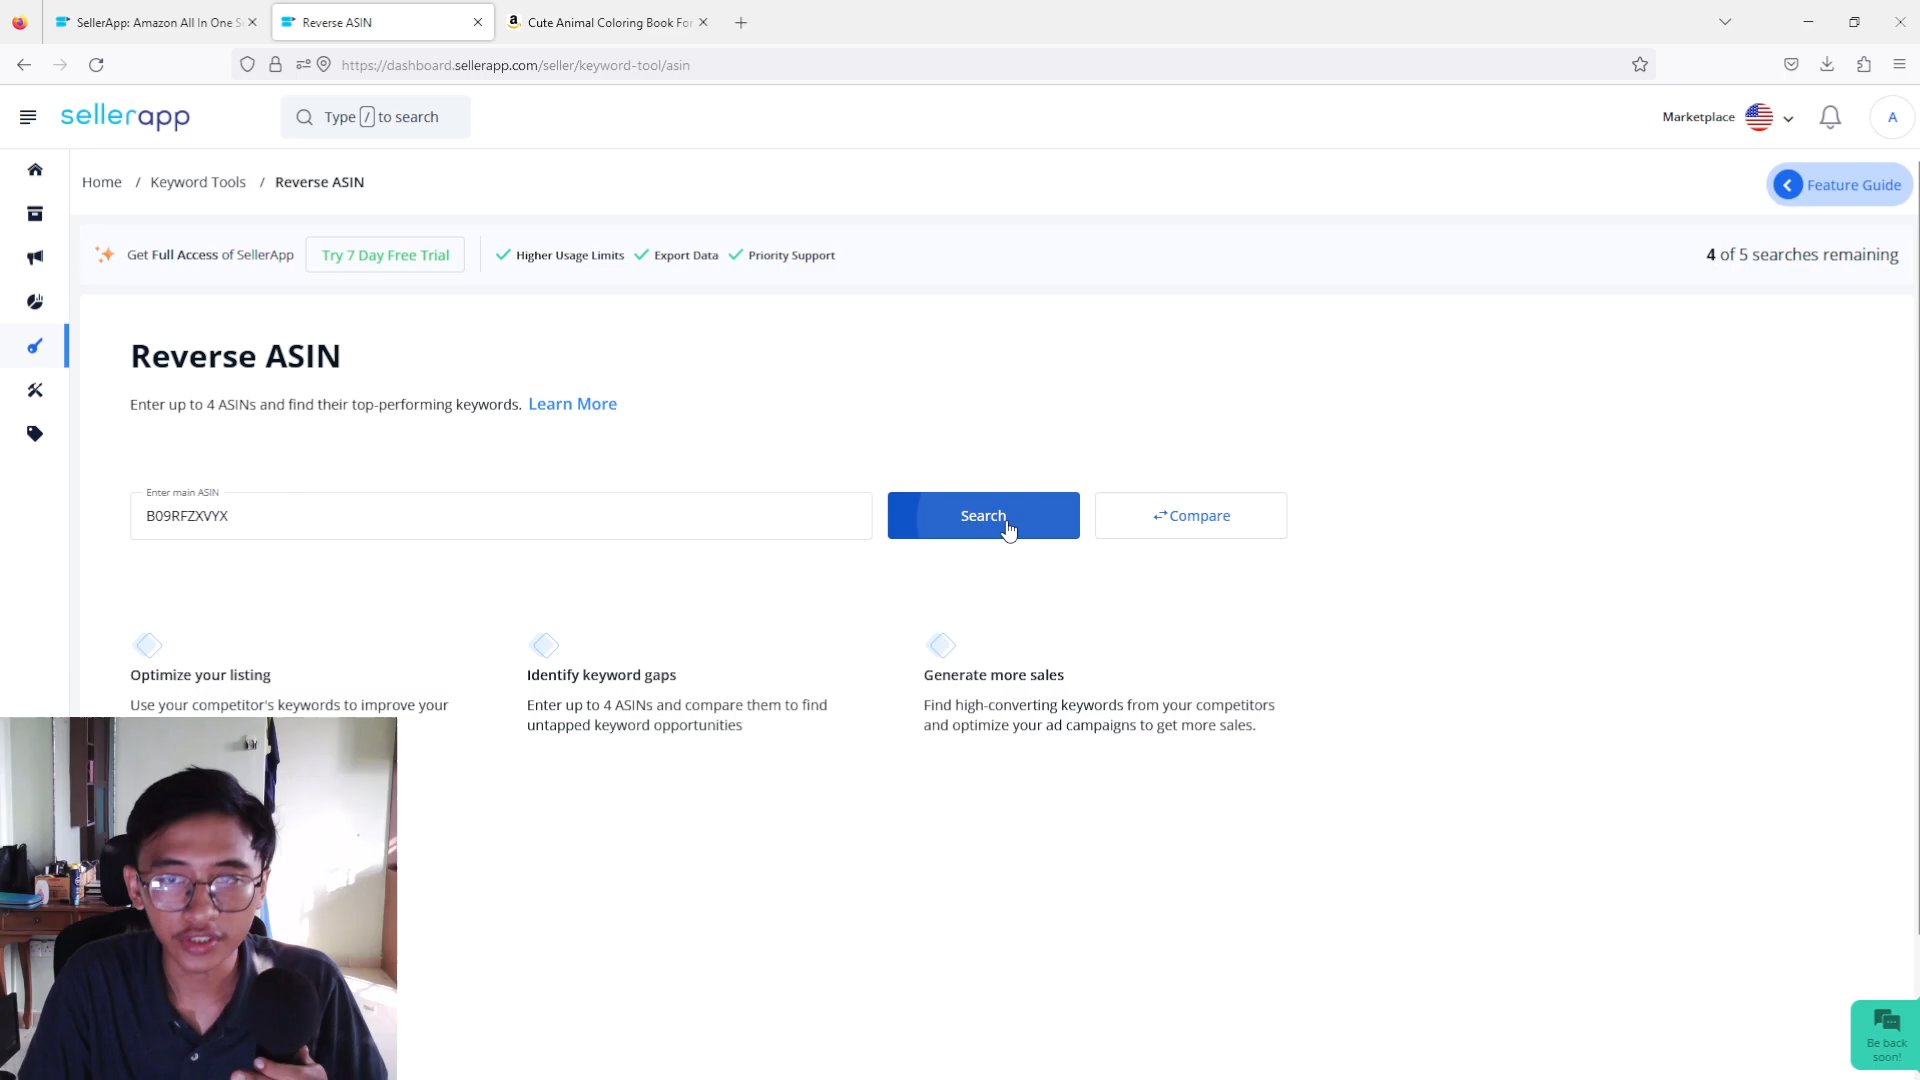 SellerApp: Amazon All In One S
Reverse ASIN
Cute Animal Coloring Book For
https://dashboard.sellerapp.com/seller/keyword-tool/asin
sellerapp
Type / to search
Marketplace
A
Home / Keyword Tools / Reverse ASIN
Feature Guide
Get Full Access of SellerApp
Try 7 Day Free Trial
Higher Usage Limits
Export Data
Priority Support
4 of 5 searches remaining
Reverse ASIN
Enter up to 4 ASINs and find their top-performing keywords. Learn More
Enter main ASIN
B09RFZXVYX
Search
Compare
Optimize your listing
Use your competitor's keywords to improve your
Identify keyword gaps
Enter up to 4 ASINs and compare them to find
untapped keyword opportunities
Generate more sales
Find high-converting keywords from your competitors
and optimize your ad campaigns to get more sales.
Be back
soon!